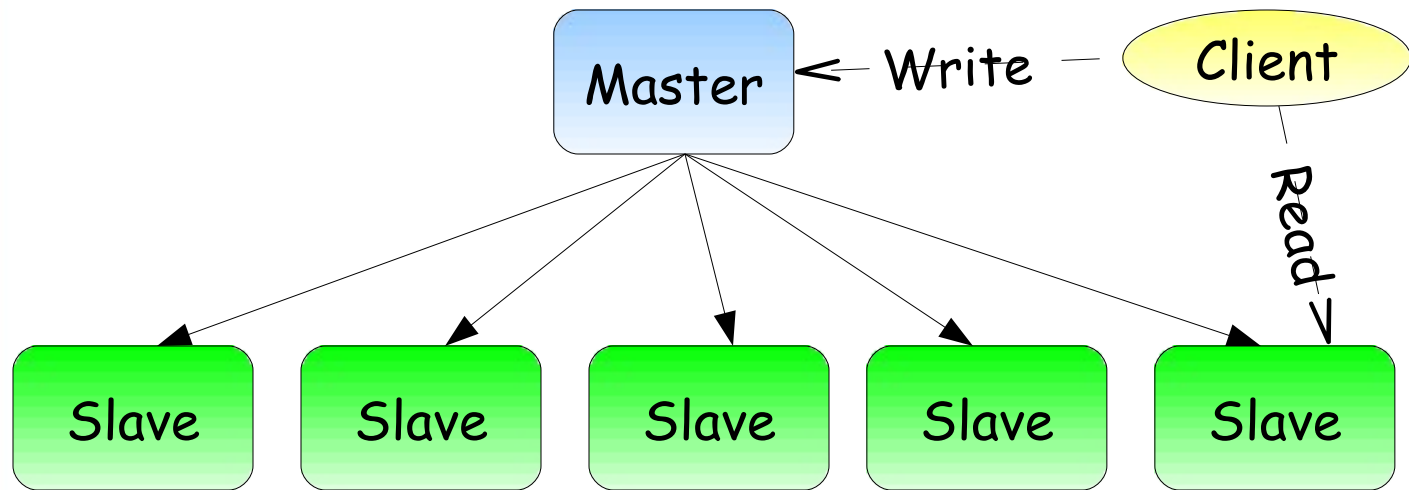 Master
Write
Client
Read
Slave
Slave
Slave
Slave
Slave